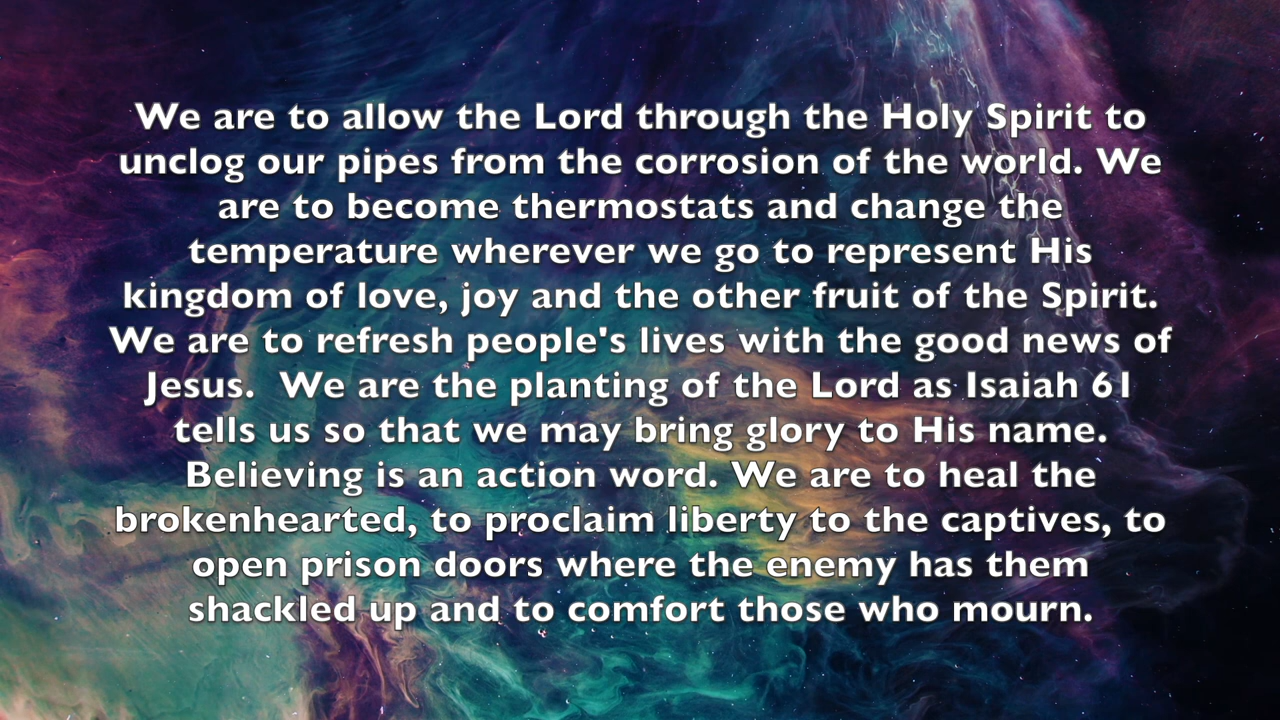 We are to allow the Lord through the Holy Spirit to
unclog our pipes from the corrosion of the world. We
are to become thermostats and change the
temperature wherever we go to represent His
kingdom of love, joy and the other fruit of the Spirit.
We are to refresh people's lives with the good news of
Jesus.  We are the planting of the Lord as Isaiah 61
tells us so that we may bring glory to His name.
Believing is an action word. We are to heal the
brokenhearted, to proclaim liberty to the captives, to
open prison doors where the enemy has them
shackled up and to comfort those who mourn.